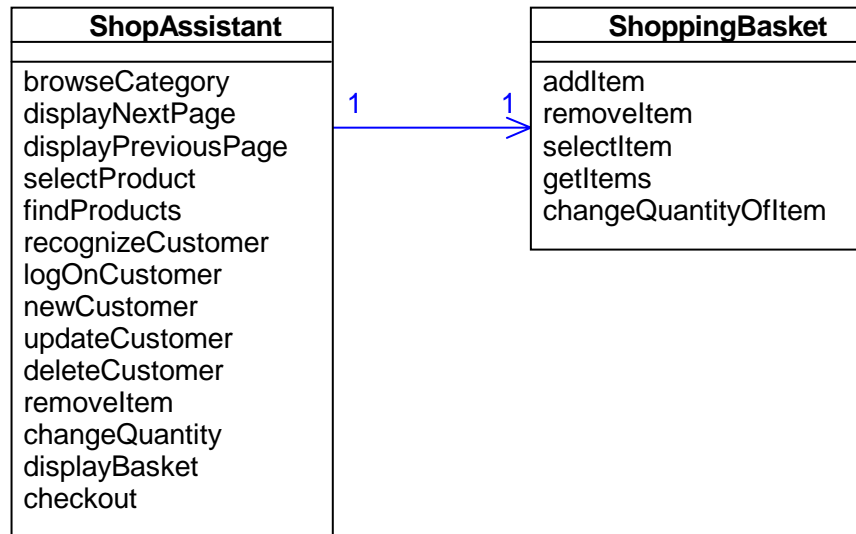 ShopAssistant
browseCategory
displayNextPage
displayPreviousPage
selectProduct
findProducts
recognizeCustomer
logOnCustomer
newCustomer
updateCustomer
deleteCustomer
removeItem
changeQuantity
displayBasket
checkout
1
1
ShoppingBasket
addItem
removeItem
selectItem
getItems
changeQuantityOfItem